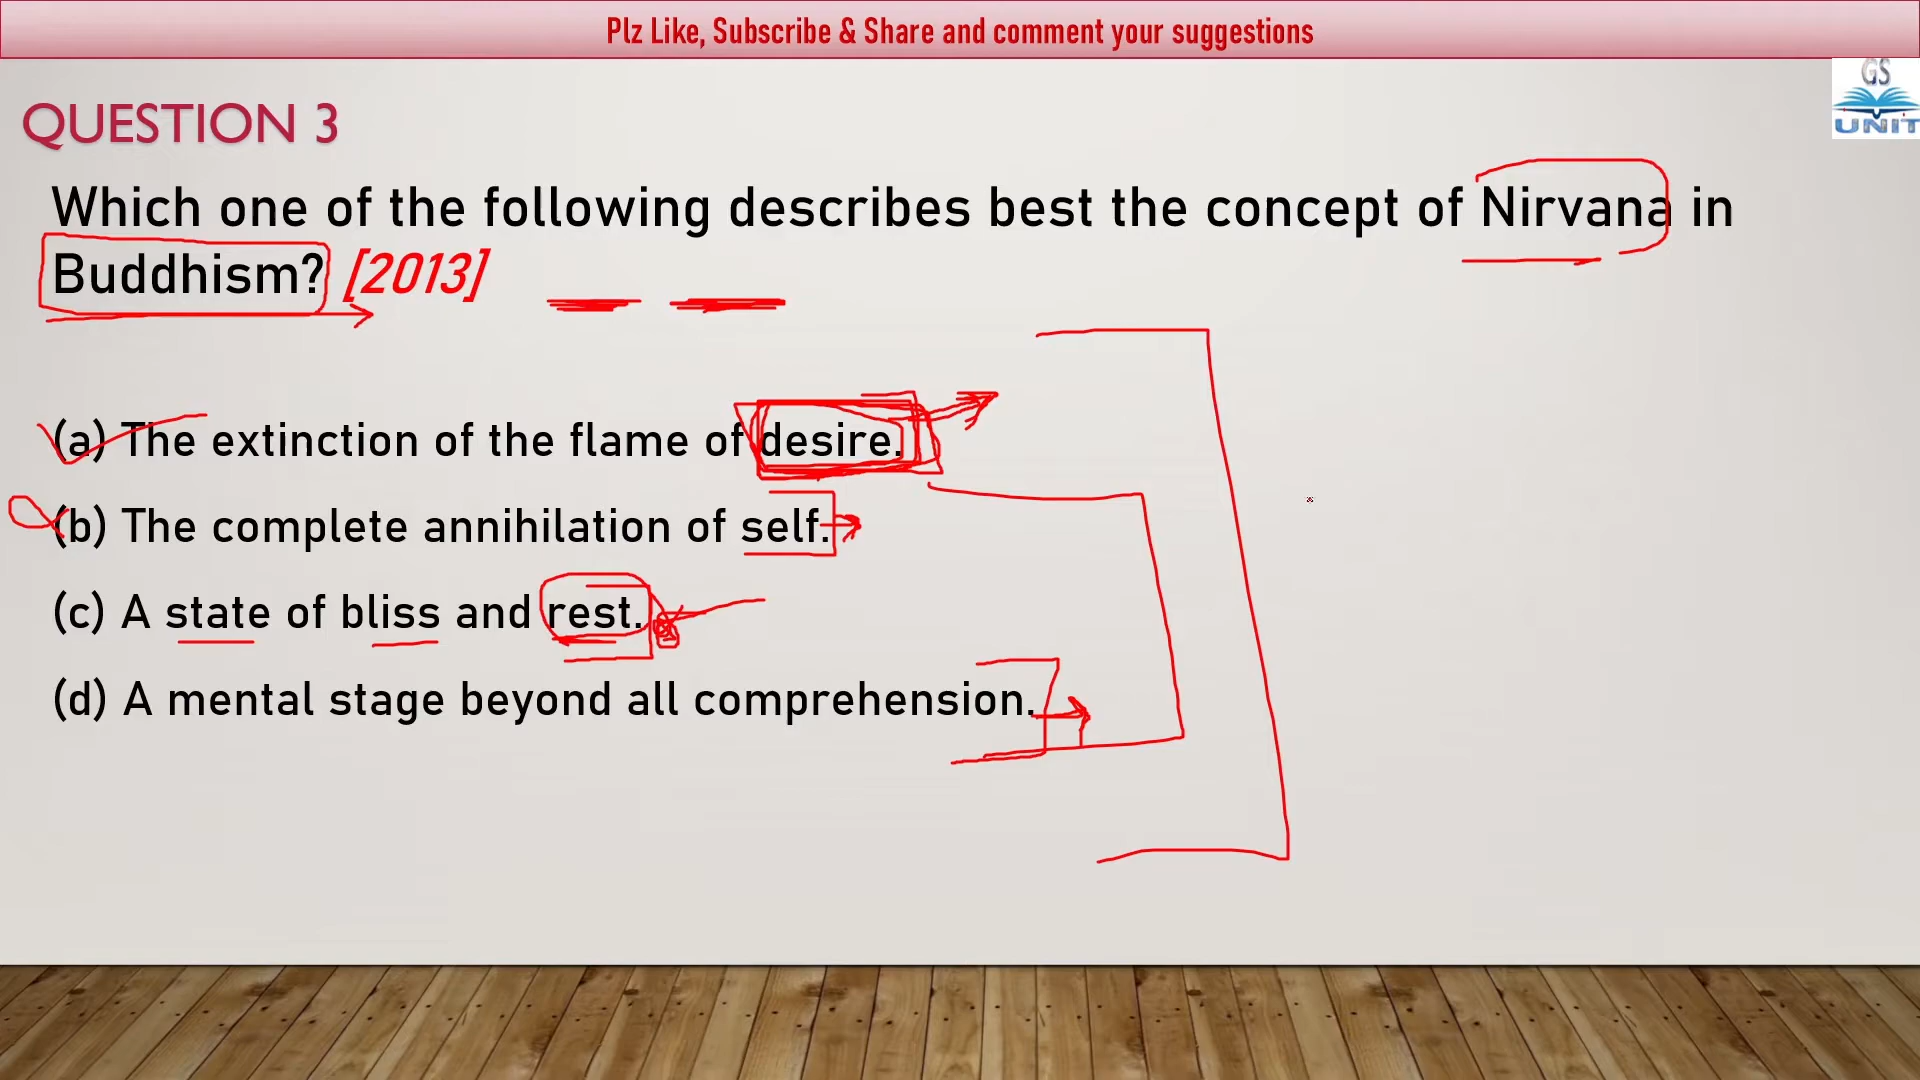 Plz Like, Subscribe & Share and comment your suggestions
GS
UNIT
QUESTION 3
Which one of the following describes best the concept of Nirvana in
Buddhism? [2013]
(a) The extinction of the flame of desire.
(b) The complete annihilation of self.
(c) A state of bliss and rest.
(d) A mental stage beyond all comprehension.